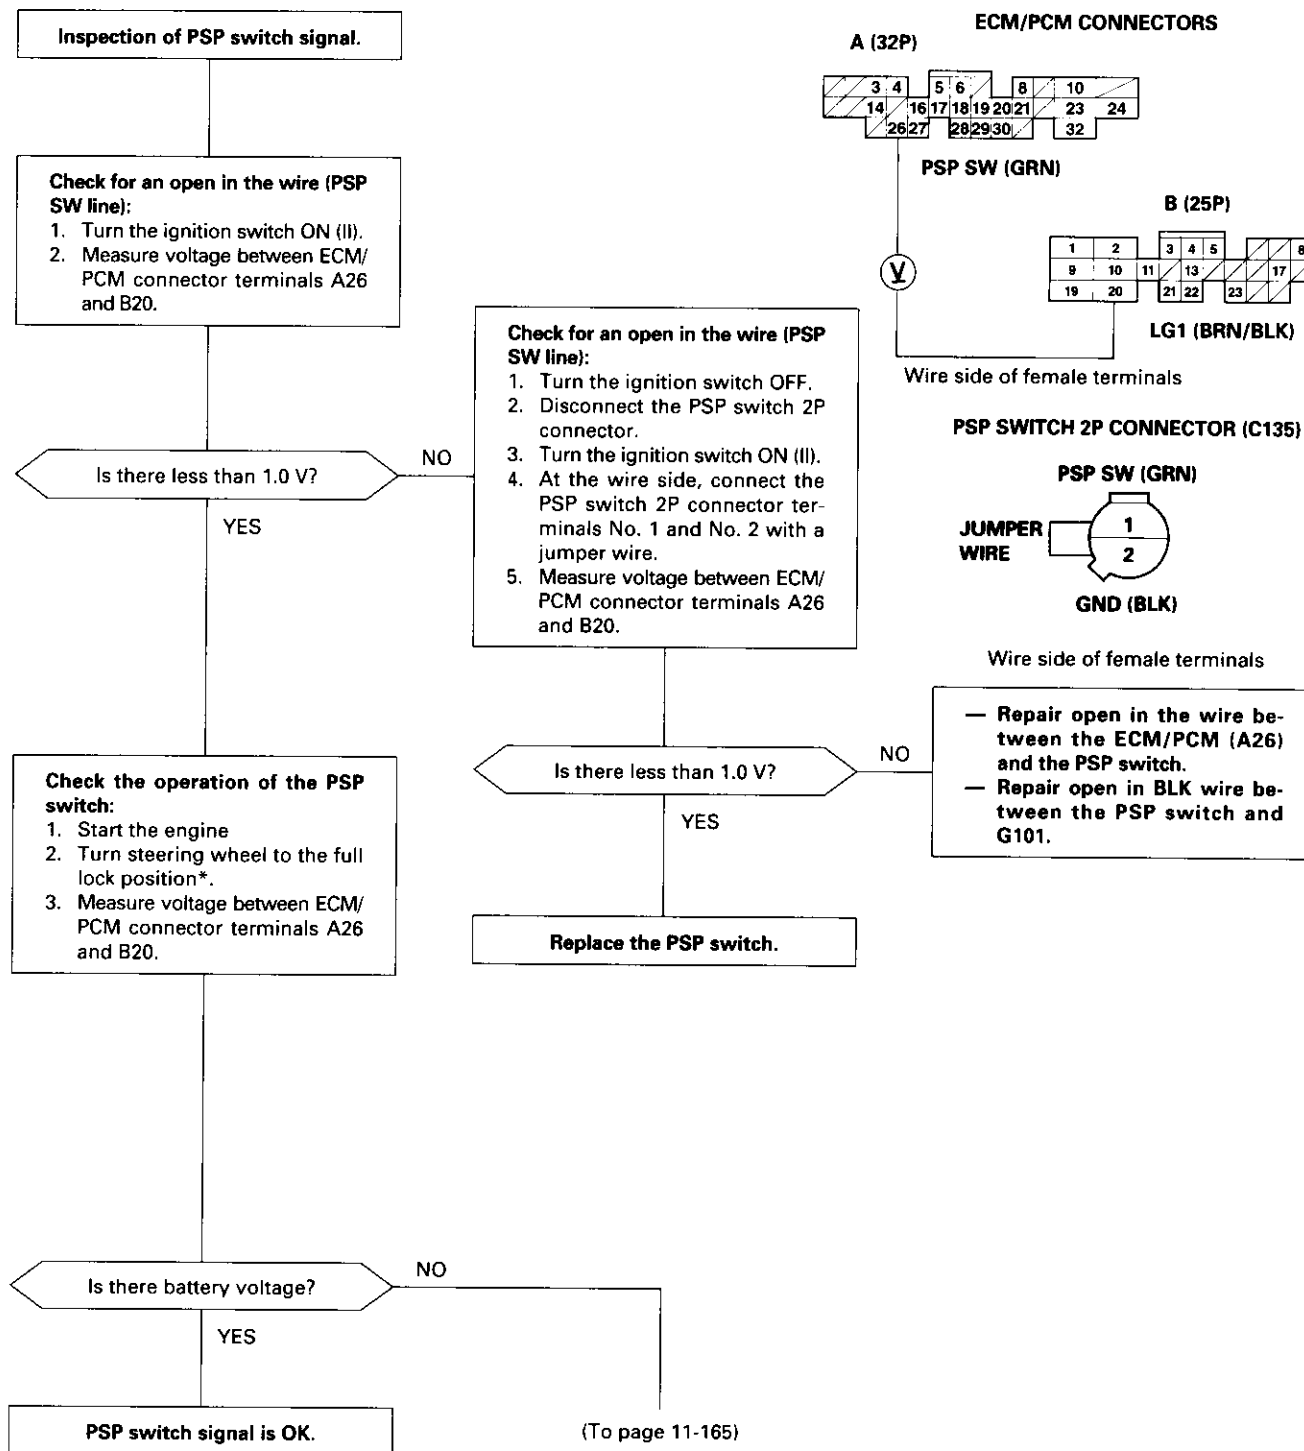 Inspection of PSP switch signal.
Check for an open in the wire (PSP
SW line):
1. Turn the ignition switch ON (II).
2. Measure voltage between ECM/
PCM connector terminals A26
and B20.
Is there less than 1.0 V?
NO
YES
Check for an open in the wire (PSP
SW line):
1. Turn the ignition switch OFF.
2. Disconnect the PSP switch 2P
connector.
3. Turn the ignition switch ON (II).
4. At the wire side, connect the
PSP switch 2P connector ter-
minals No. 1 and No. 2 with a
jumper wire.
5. Measure voltage between ECM/
PCM connector terminals A26
and B20.
Is there less than 1.0 V?
NO
YES
— Repair open in the wire be-
tween the ECM/PCM (A26)
and the PSP switch.
— Repair open in BLK wire be-
tween the PSP switch and
G101.
Replace the PSP switch.
Check the operation of the PSP
switch:
1. Start the engine
2. Turn steering wheel to the full
lock position*.
3. Measure voltage between ECM/
PCM connector terminals A26
and B20.
Is there battery voltage?
NO
YES
PSP switch signal is OK.
(To page 11-165)
ECM/PCM CONNECTORS
A (32P)
3 4 5 6 8 10
14 16 17 18 19 20 21 23 24
26 27 28 29 30 32
PSP SW (GRN)
V
B (25P)
1 2 3 4 5 8
9 10 11 13 17
19 20 21 22 23
LG1 (BRN/BLK)
Wire side of female terminals
PSP SWITCH 2P CONNECTOR (C135)
PSP SW (GRN)
JUMPER
WIRE
1
2
GND (BLK)
Wire side of female terminals